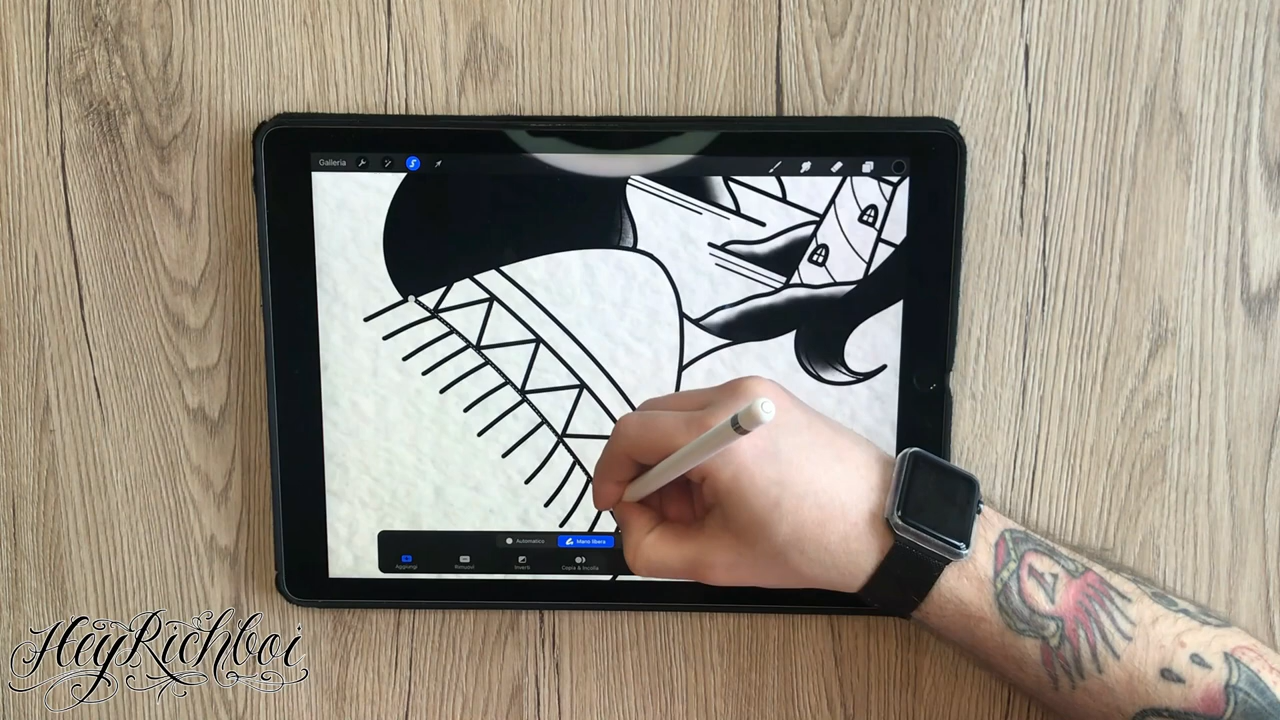 Galleria
Automatico
Mano libera
Aggiungi
Rimuovi
Inverti
Copia & Incolla
HeyRichboi